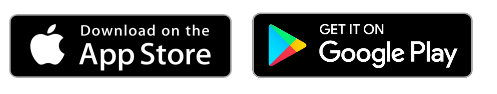 Download on the
App Store
GET IT ON
Google Play